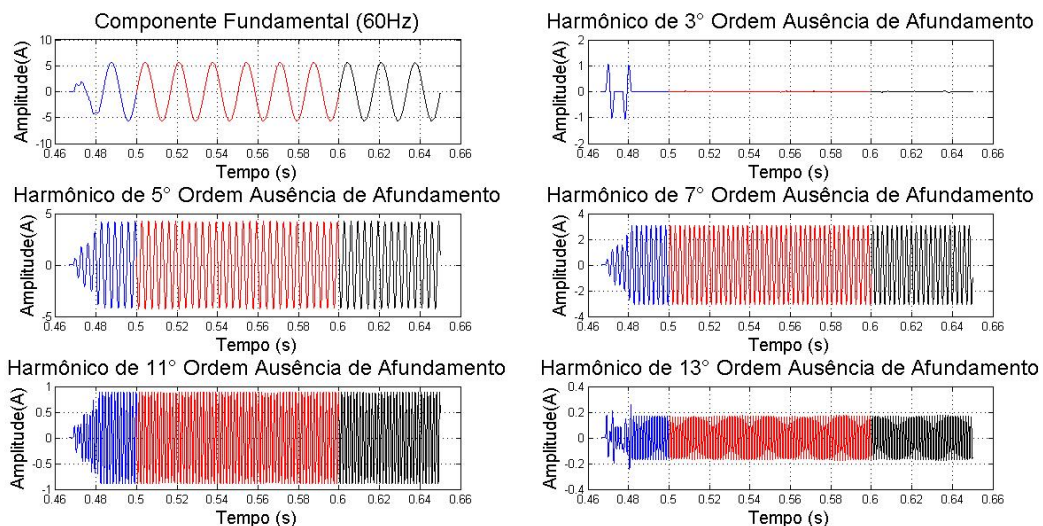 Componente Fundamental (60Hz)
10
5
0
-5
-10
Amplitude(A)
0.46 0.48 0.5 0.52 0.54 0.56 0.58 0.6 0.62 0.64 0.66
Tempo (s)
Harmônico de 3° Ordem Ausência de Afundamento
2
1
0
-1
-2
Amplitude(A)
0.46 0.48 0.5 0.52 0.54 0.56 0.58 0.6 0.62 0.64 0.66
Tempo (s)
Harmônico de 5° Ordem Ausência de Afundamento
5
0
-5
Amplitude(A)
0.46 0.48 0.5 0.52 0.54 0.56 0.58 0.6 0.62 0.64 0.66
Tempo (s)
Harmônico de 7° Ordem Ausência de Afundamento
4
2
0
-2
-4
Amplitude(A)
0.46 0.48 0.5 0.52 0.54 0.56 0.58 0.6 0.62 0.64 0.66
Tempo (s)
Harmônico de 11° Ordem Ausência de Afundamento
1
0.5
0
-0.5
-1
Amplitude(A)
0.46 0.48 0.5 0.52 0.54 0.56 0.58 0.6 0.62 0.64 0.66
Tempo (s)
Harmônico de 13° Ordem Ausência de Afundamento
0.4
0.2
0
-0.2
-0.4
Amplitude(A)
0.46 0.48 0.5 0.52 0.54 0.56 0.58 0.6 0.62 0.64 0.66
Tempo (s)